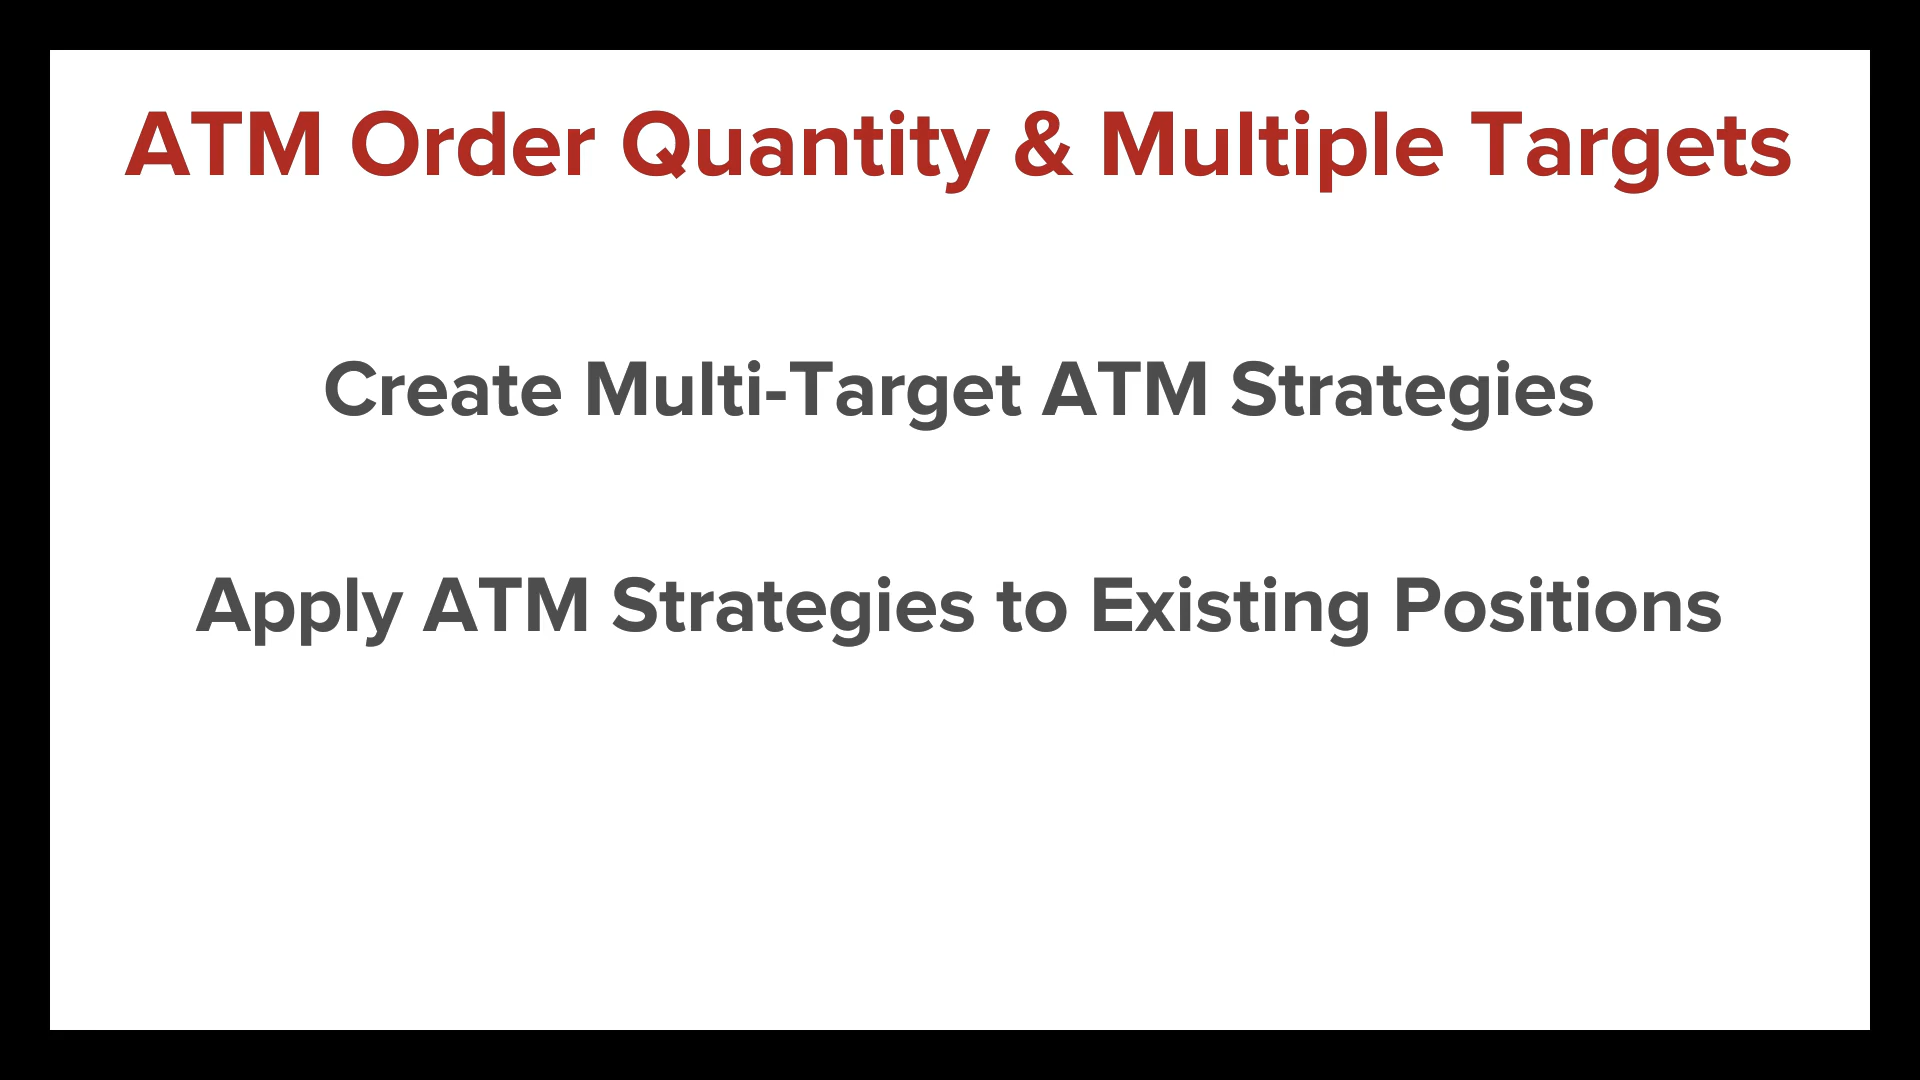 ATM Order Quantity & Multiple Targets
Create Multi-Target ATM Strategies
Apply ATM Strategies to Existing Positions